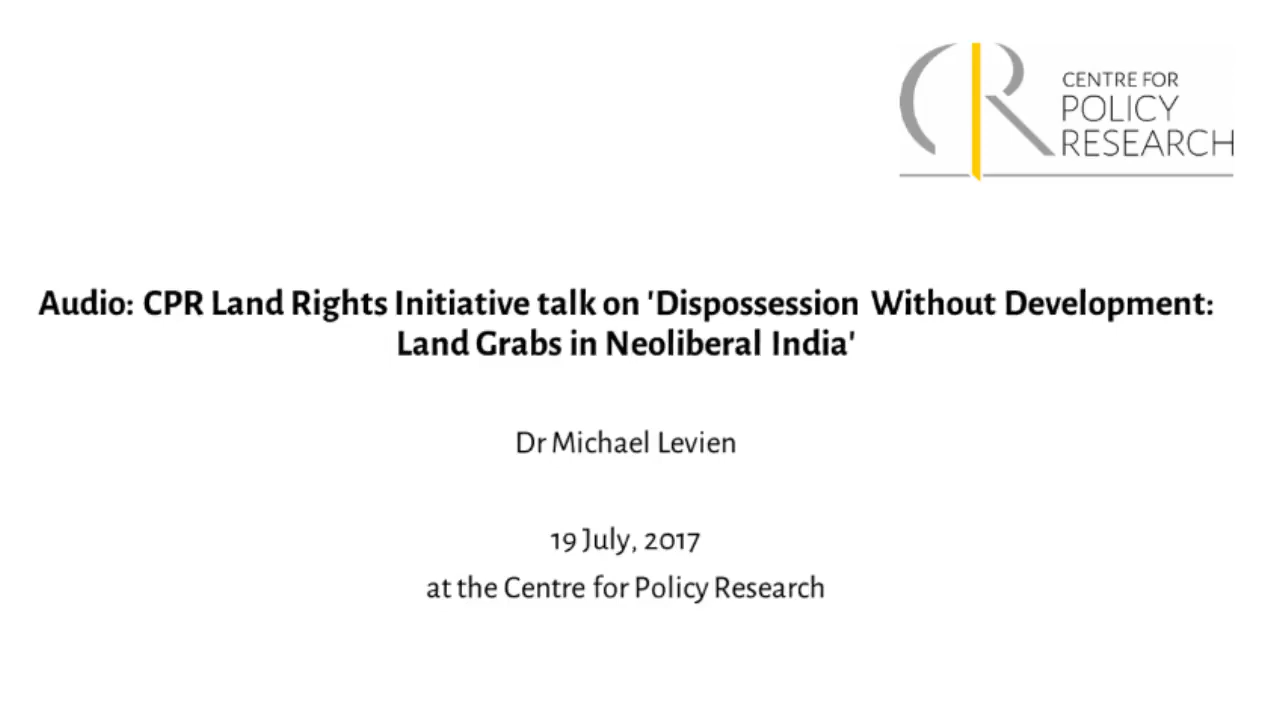 CENTRE FOR
POLICY
RESEARCH
Audio: CPR Land Rights Initiative talk on 'Dispossession Without Development:
Land Grabs in Neoliberal India'
Dr Michael Levien
19 July, 2017
at the Centre for Policy Research